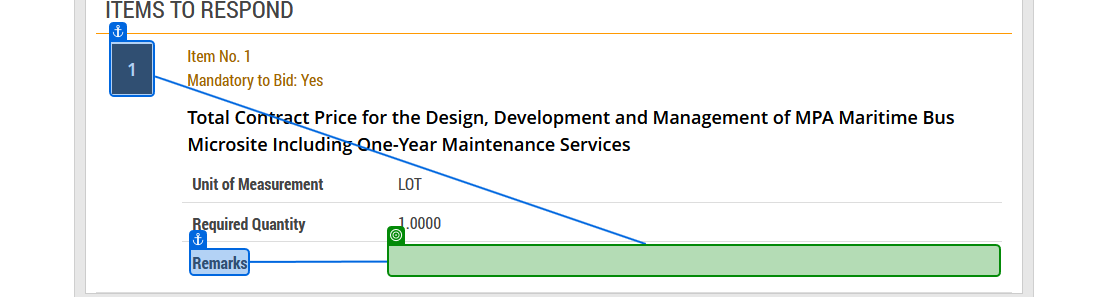 ITEMS TO RESPOND
1
Item No. 1
Mandatory to Bid: Yes
Total Contract Price for the Design, Development and Management of MPA Maritime Bus
Microsite Including One-Year Maintenance Services
Unit of Measurement LOT
Required Quantity 1.0000
Remarks